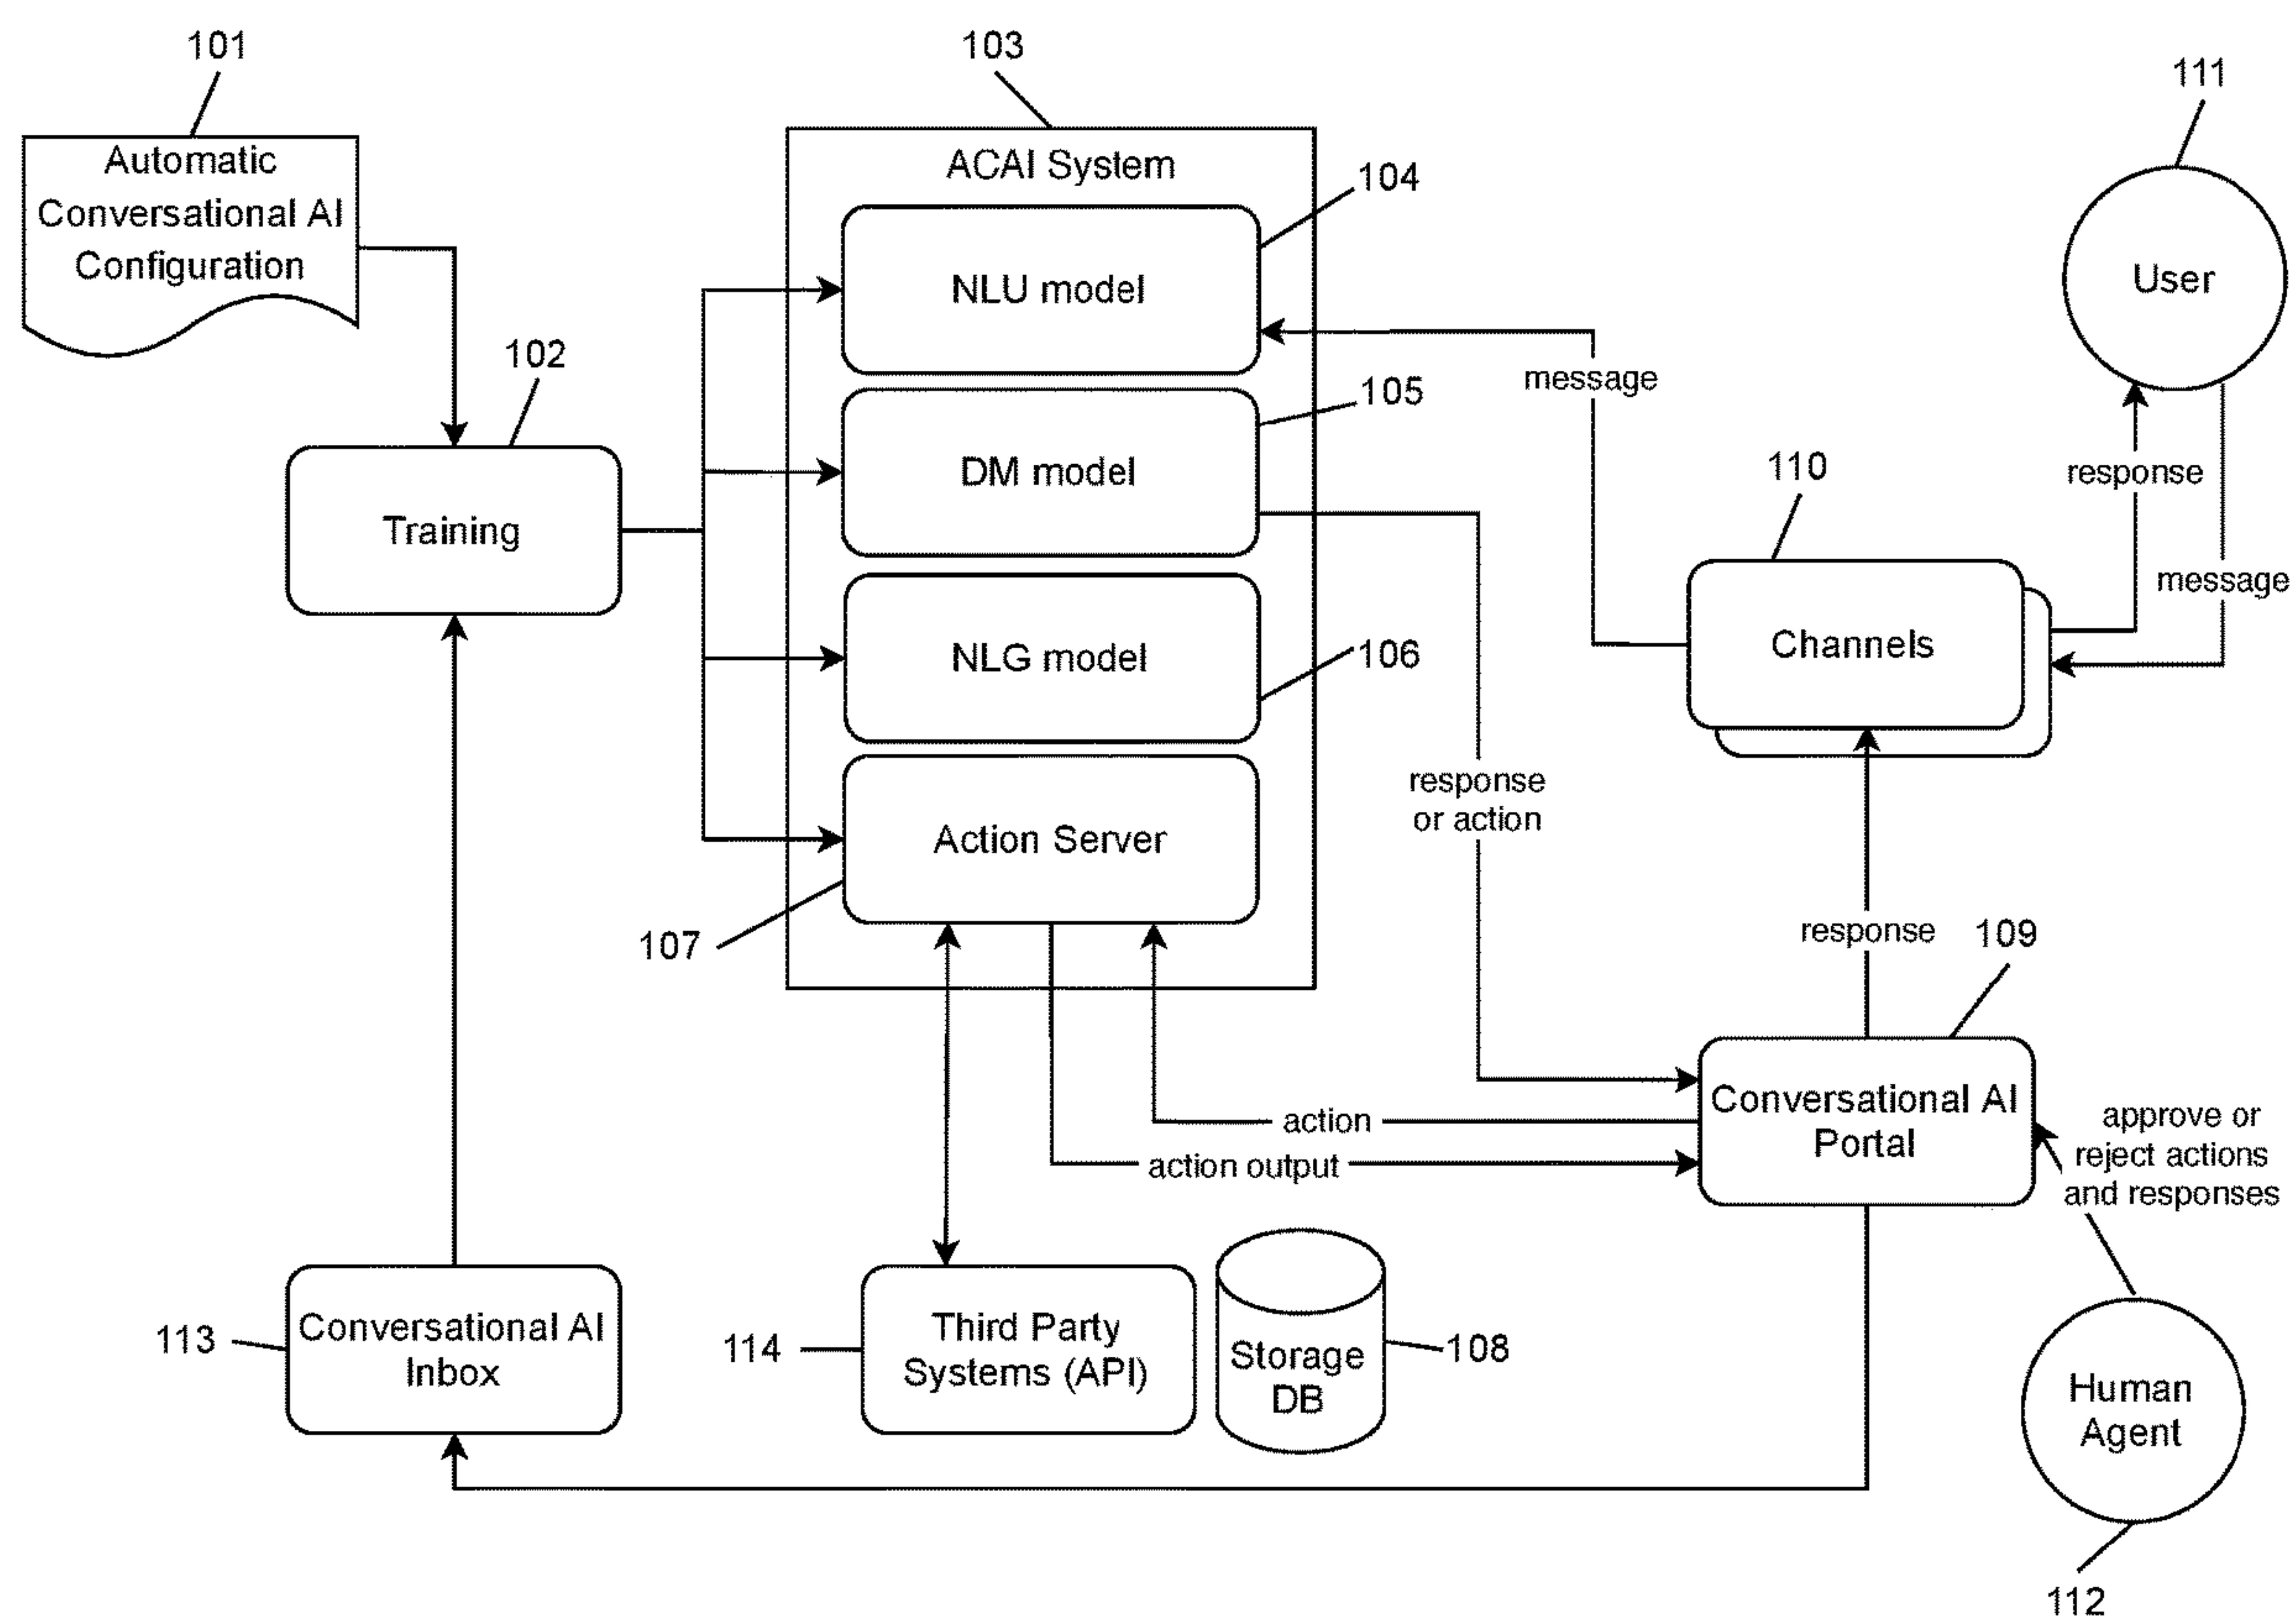 101
103
111
Automatic
Conversational AI
Configuration
ACAI System
104
NLU model
User
102
message
105
DM model
110
response
Training
message
Channels
NLG model
106
response
or action
Action Server
107
response
109
Conversational AI
Portal
action
action output
approve or
reject actions
and responses
113
Conversational AI
Inbox
114
Third Party
Systems (API)
Storage
DB
108
Human
Agent
112